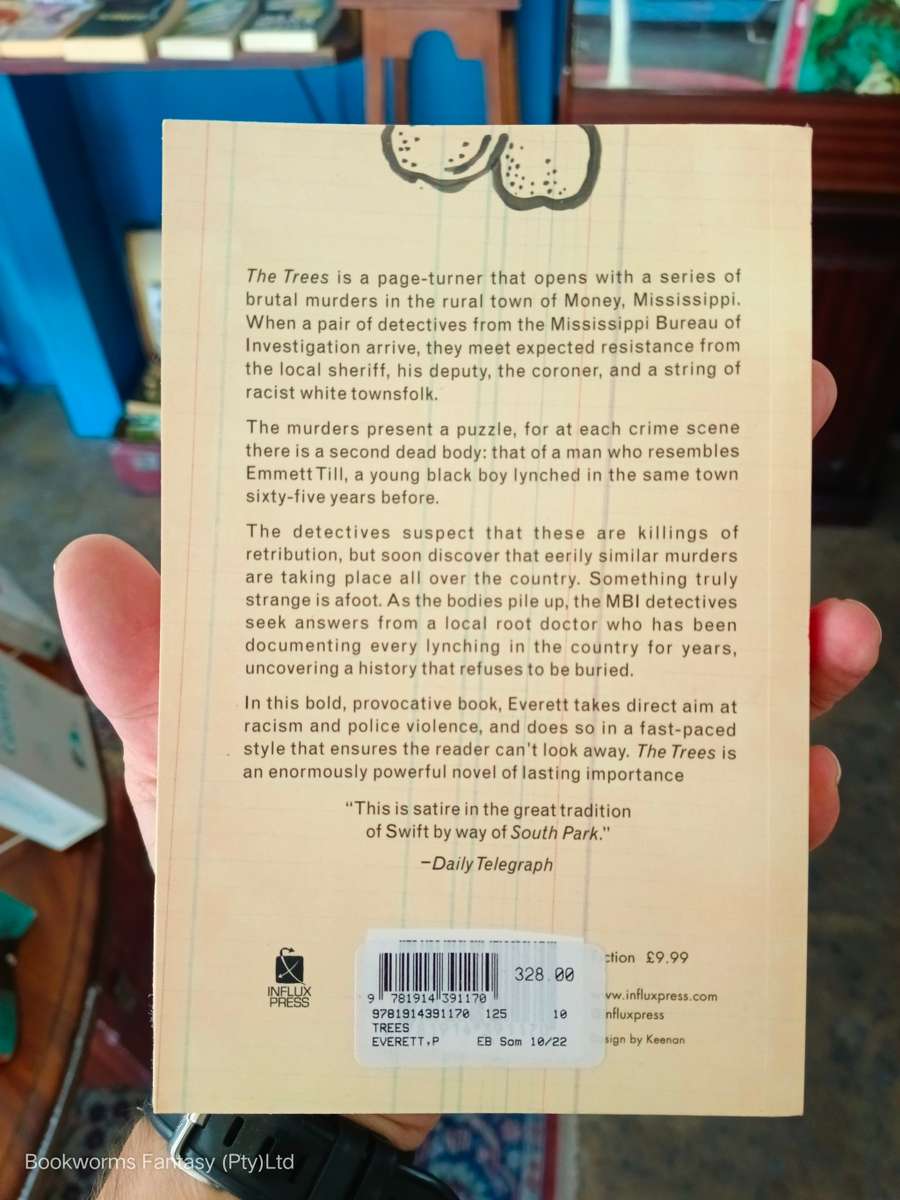 The Trees is a page-turner that opens with a series of
brutal murders in the rural town of Money, Mississippi.
When a pair of detectives from the Mississippi Bureau of
Investigation arrive, they meet expected resistance from
the local sheriff, his deputy, the coroner, and a string of
racist white townsfolk.
The murders present a puzzle, for at each crime scene
there is a second dead body: that of a man who resembles
Emmett Till, a young black boy lynched in the same town
sixty-five years before.
The detectives suspect that these are killings of
retribution, but soon discover that eerily similar murders
are taking place all over the country. Something truly
strange is afoot. As the bodies pile up, the MBI detectives
seek answers from a local root doctor who has been
documenting every lynching in the country for years,
uncovering a history that refuses to be buried.
In this bold, provocative book, Everett takes direct aim at
racism and police violence, and does so in a fast-paced
style that ensures the reader can't look away. The Trees is
an enormously powerful novel of lasting importance
"This is satire in the great tradition
of Swift by way of South Park."
–Daily Telegraph
INFLUX
PRESS
328.00
9 781914 391170
9781914391170 125 10
TREES
EVERETT,P EB Som 10/22
ction £9.99
ww.influxpress.com
nfluxpress
sign by Keenan
Bookworms Fantasy (Pty)Ltd